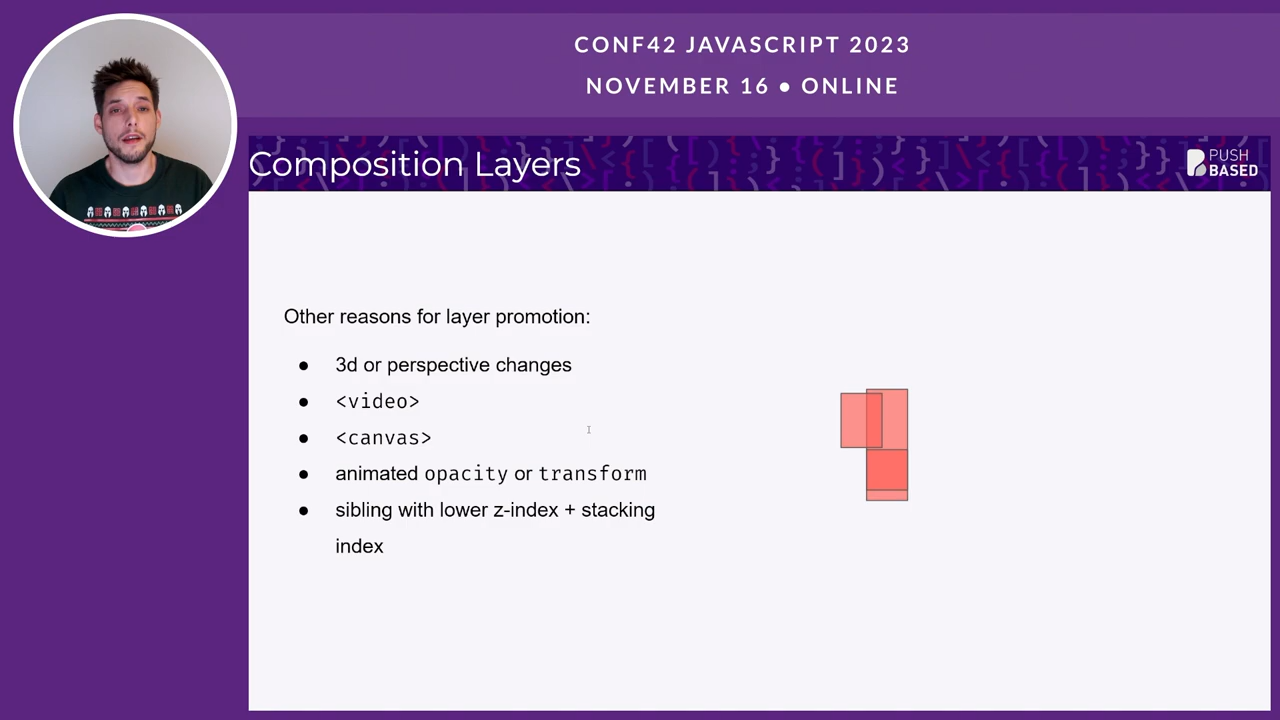 CONF42 JAVASCRIPT 2023
NOVEMBER 16 ● ONLINE
Composition Layers
PUSH
BASED
Other reasons for layer promotion:
● 3d or perspective changes
● <video>
● <canvas>
● animated opacity or transform
● sibling with lower z-index + stacking
index